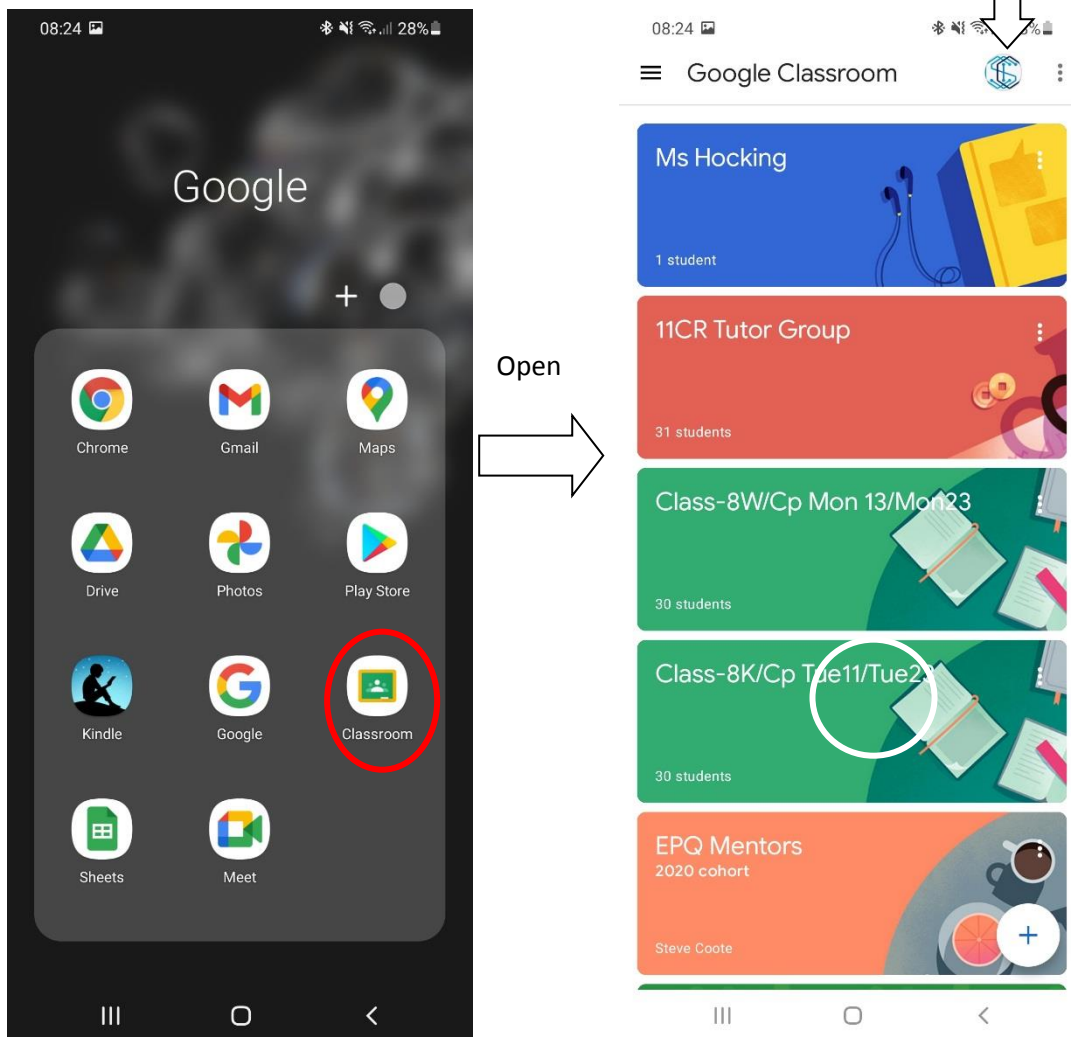 08:24
28%
Google
Chrome
Gmail
Maps
Drive
Photos
Play Store
Kindle
Google
Classroom
Sheets
Meet
Open
08:24
%
Google Classroom
Ms Hocking
1 student
11CR Tutor Group
31 students
Class-8W/Cp Mon 13/Mon23
30 students
Class-8K/Cp Tue11/Tue23
30 students
EPQ Mentors
2020 cohort
Steve Coote